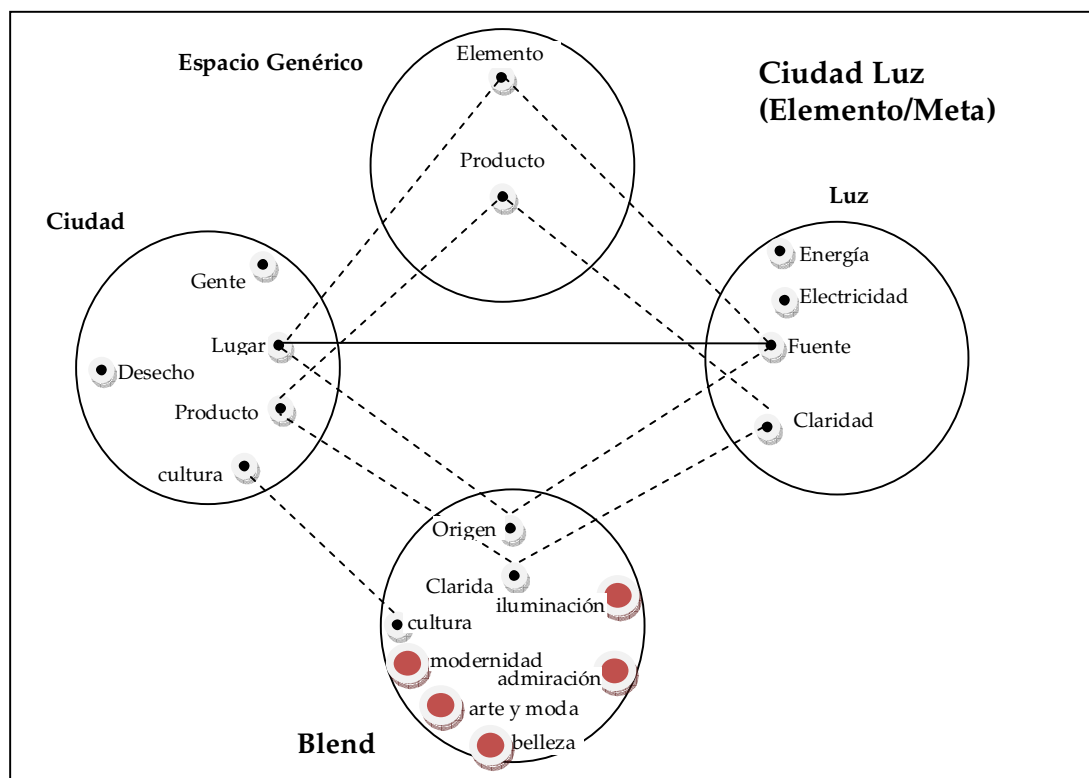 Espacio Genérico
Elemento
Producto
Ciudad Luz
(Elemento/Meta)
Ciudad
Gente
Lugar
Desecho
Producto
cultura
Luz
Energía
Electricidad
Fuente
Claridad
Origen
Clarida
iluminación
cultura
modernidad
admiración
arte y moda
belleza
Blend